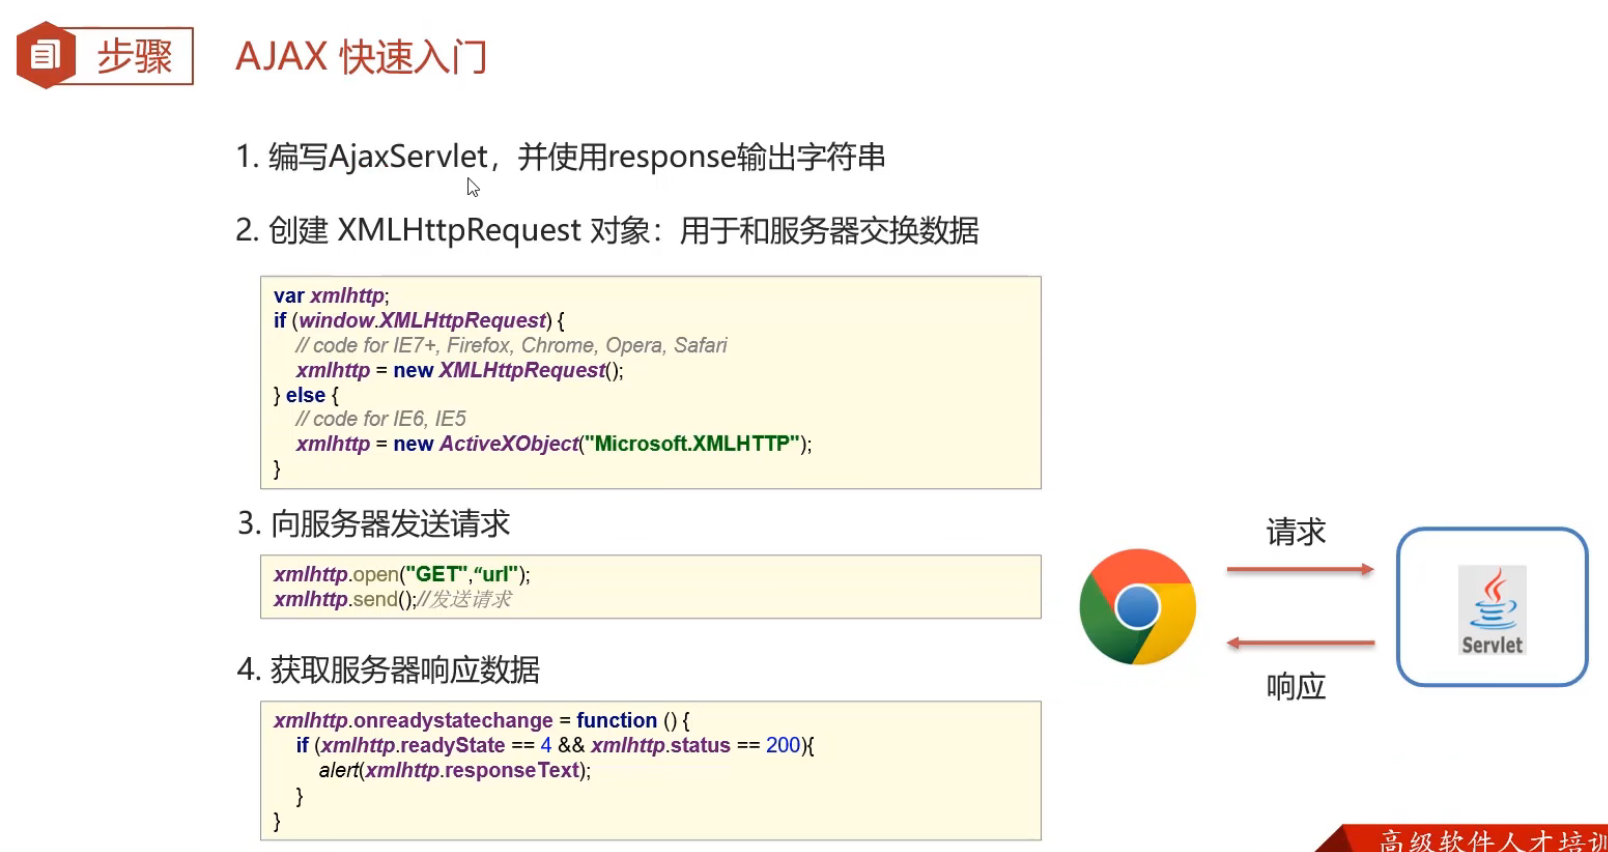 步骤
AJAX 快速入门
1. 编写AjaxServlet，并使用response输出字符串
2. 创建 XMLHttpRequest 对象：用于和服务器交换数据
var xmlhttp;
if (window.XMLHttpRequest) {
// code for IE7+, Firefox, Chrome, Opera, Safari
xmlhttp = new XMLHttpRequest();
} else {
// code for IE6, IE5
xmlhttp = new ActiveXObject("Microsoft.XMLHTTP");
}
3. 向服务器发送请求
xmlhttp.open("GET",“url");
xmlhttp.send();//发送请求
请求
Servlet
响应
4. 获取服务器响应数据
xmlhttp.onreadystatechange = function () {
if (xmlhttp.readyState == 4 && xmlhttp.status == 200){
alert(xmlhttp.responseText);
}
}
高级软件人才培训